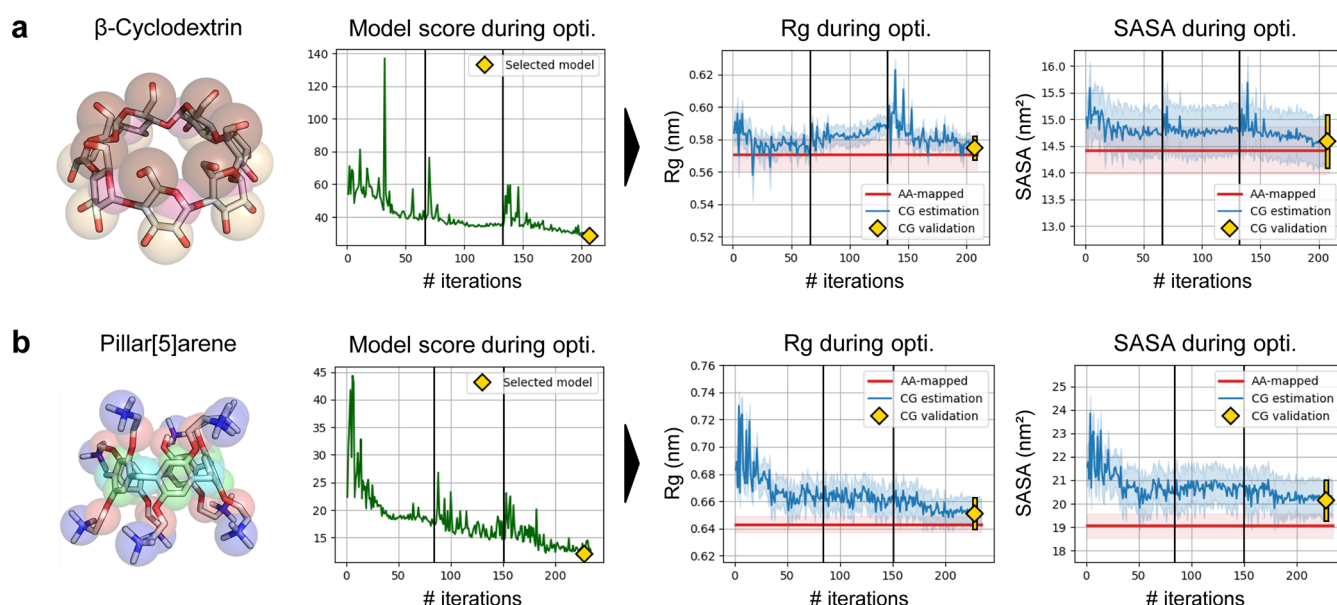 a
β-Cyclodextrin
Model score during opti.
140
120
100
80
60
40
0
50
100
150
200
# iterations
Selected model
Rg during opti.
Rg (nm)
0.62
0.60
0.58
0.56
0.54
0.52
0
50
100
150
200
# iterations
AA-mapped
CG estimation
CG validation
SASA during opti.
SASA (nm²)
16.0
15.5
15.0
14.5
14.0
13.5
13.0
0
50
100
150
200
# iterations
AA-mapped
CG estimation
CG validation
b
Pillar[5]arene
Model score during opti.
45
40
35
30
25
20
15
0
50
100
150
200
# iterations
Selected model
Rg during opti.
Rg (nm)
0.76
0.74
0.72
0.70
0.68
0.66
0.64
0.62
0
50
100
150
200
# iterations
AA-mapped
CG estimation
CG validation
SASA during opti.
SASA (nm²)
25
24
23
22
21
20
19
18
0
50
100
150
200
# iterations
AA-mapped
CG estimation
CG validation